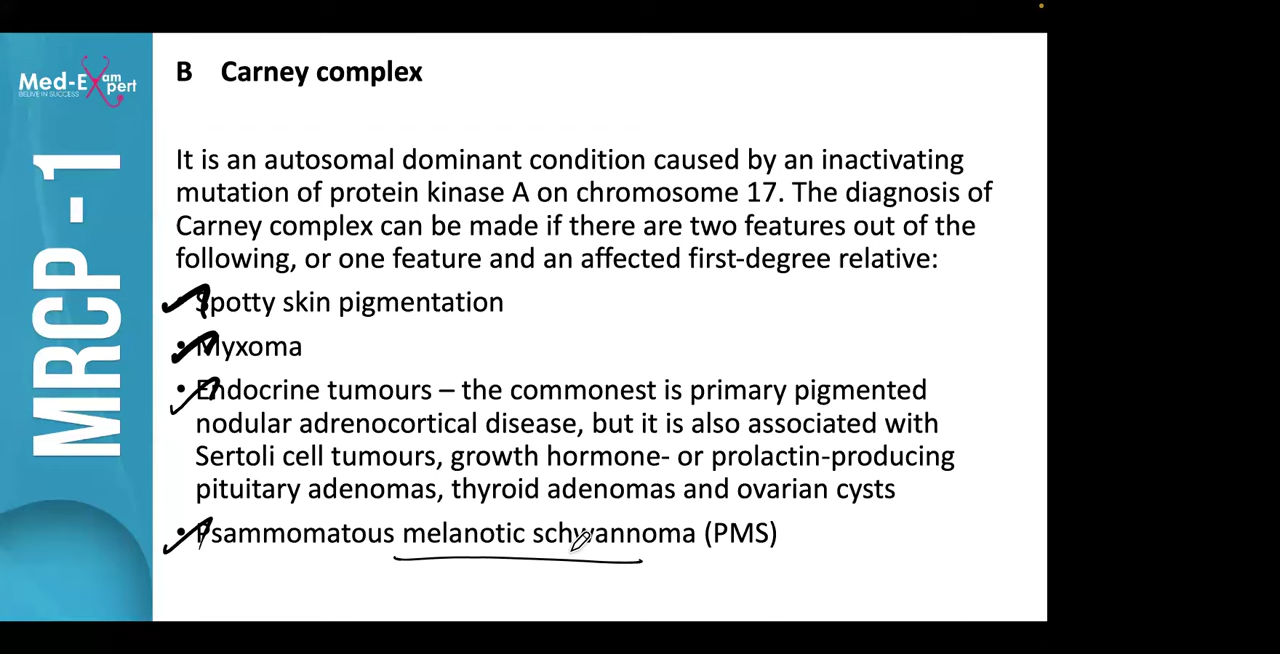 Med-Exam
pert
BELIVE IN SUCCESS
MRCP - 1
B Carney complex
It is an autosomal dominant condition caused by an inactivating
mutation of protein kinase A on chromosome 17. The diagnosis of
Carney complex can be made if there are two features out of the
following, or one feature and an affected first-degree relative:
• Spotty skin pigmentation
• Myxoma
• Endocrine tumours – the commonest is primary pigmented
nodular adrenocortical disease, but it is also associated with
Sertoli cell tumours, growth hormone- or prolactin-producing
pituitary adenomas, thyroid adenomas and ovarian cysts
• Psammomatous melanotic schwannoma (PMS)